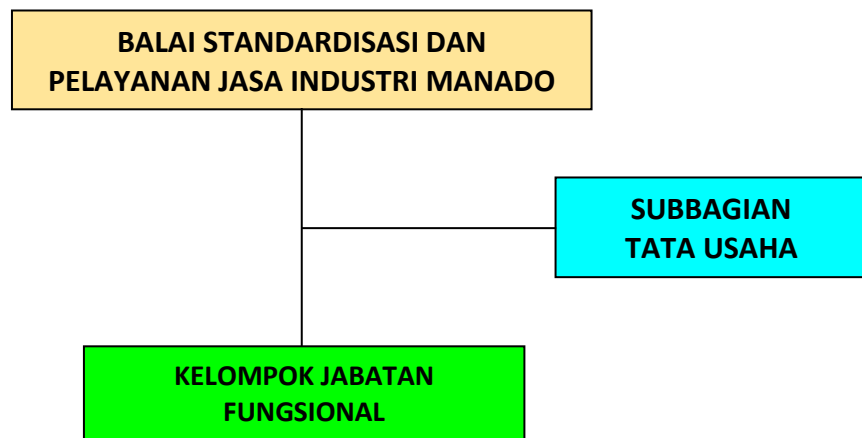 BALAI STANDARDISASI DAN
PELAYANAN JASA INDUSTRI MANADO
SUBBAGIAN
TATA USAHA
KELOMPOK JABATAN
FUNGSIONAL